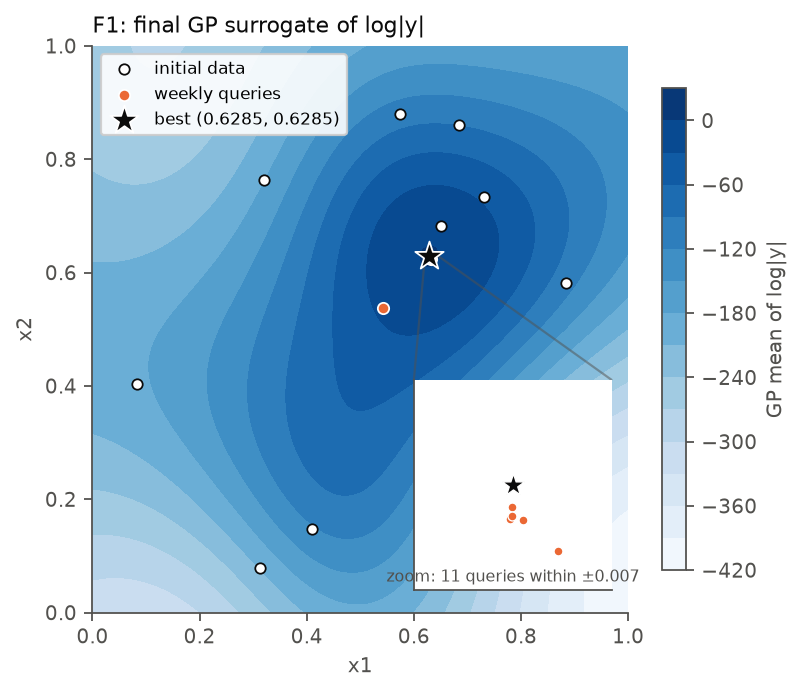 F1: final GP surrogate of log|y|
initial data
weekly queries
best (0.6285, 0.6285)
1.0
0.8
0.6
0.4
0.2
0.0
x2
0.0
0.2
0.4
0.6
0.8
1.0
x1
zoom: 11 queries within ±0.007
0
−60
−120
−180
−240
−300
−360
−420
GP mean of log|y|